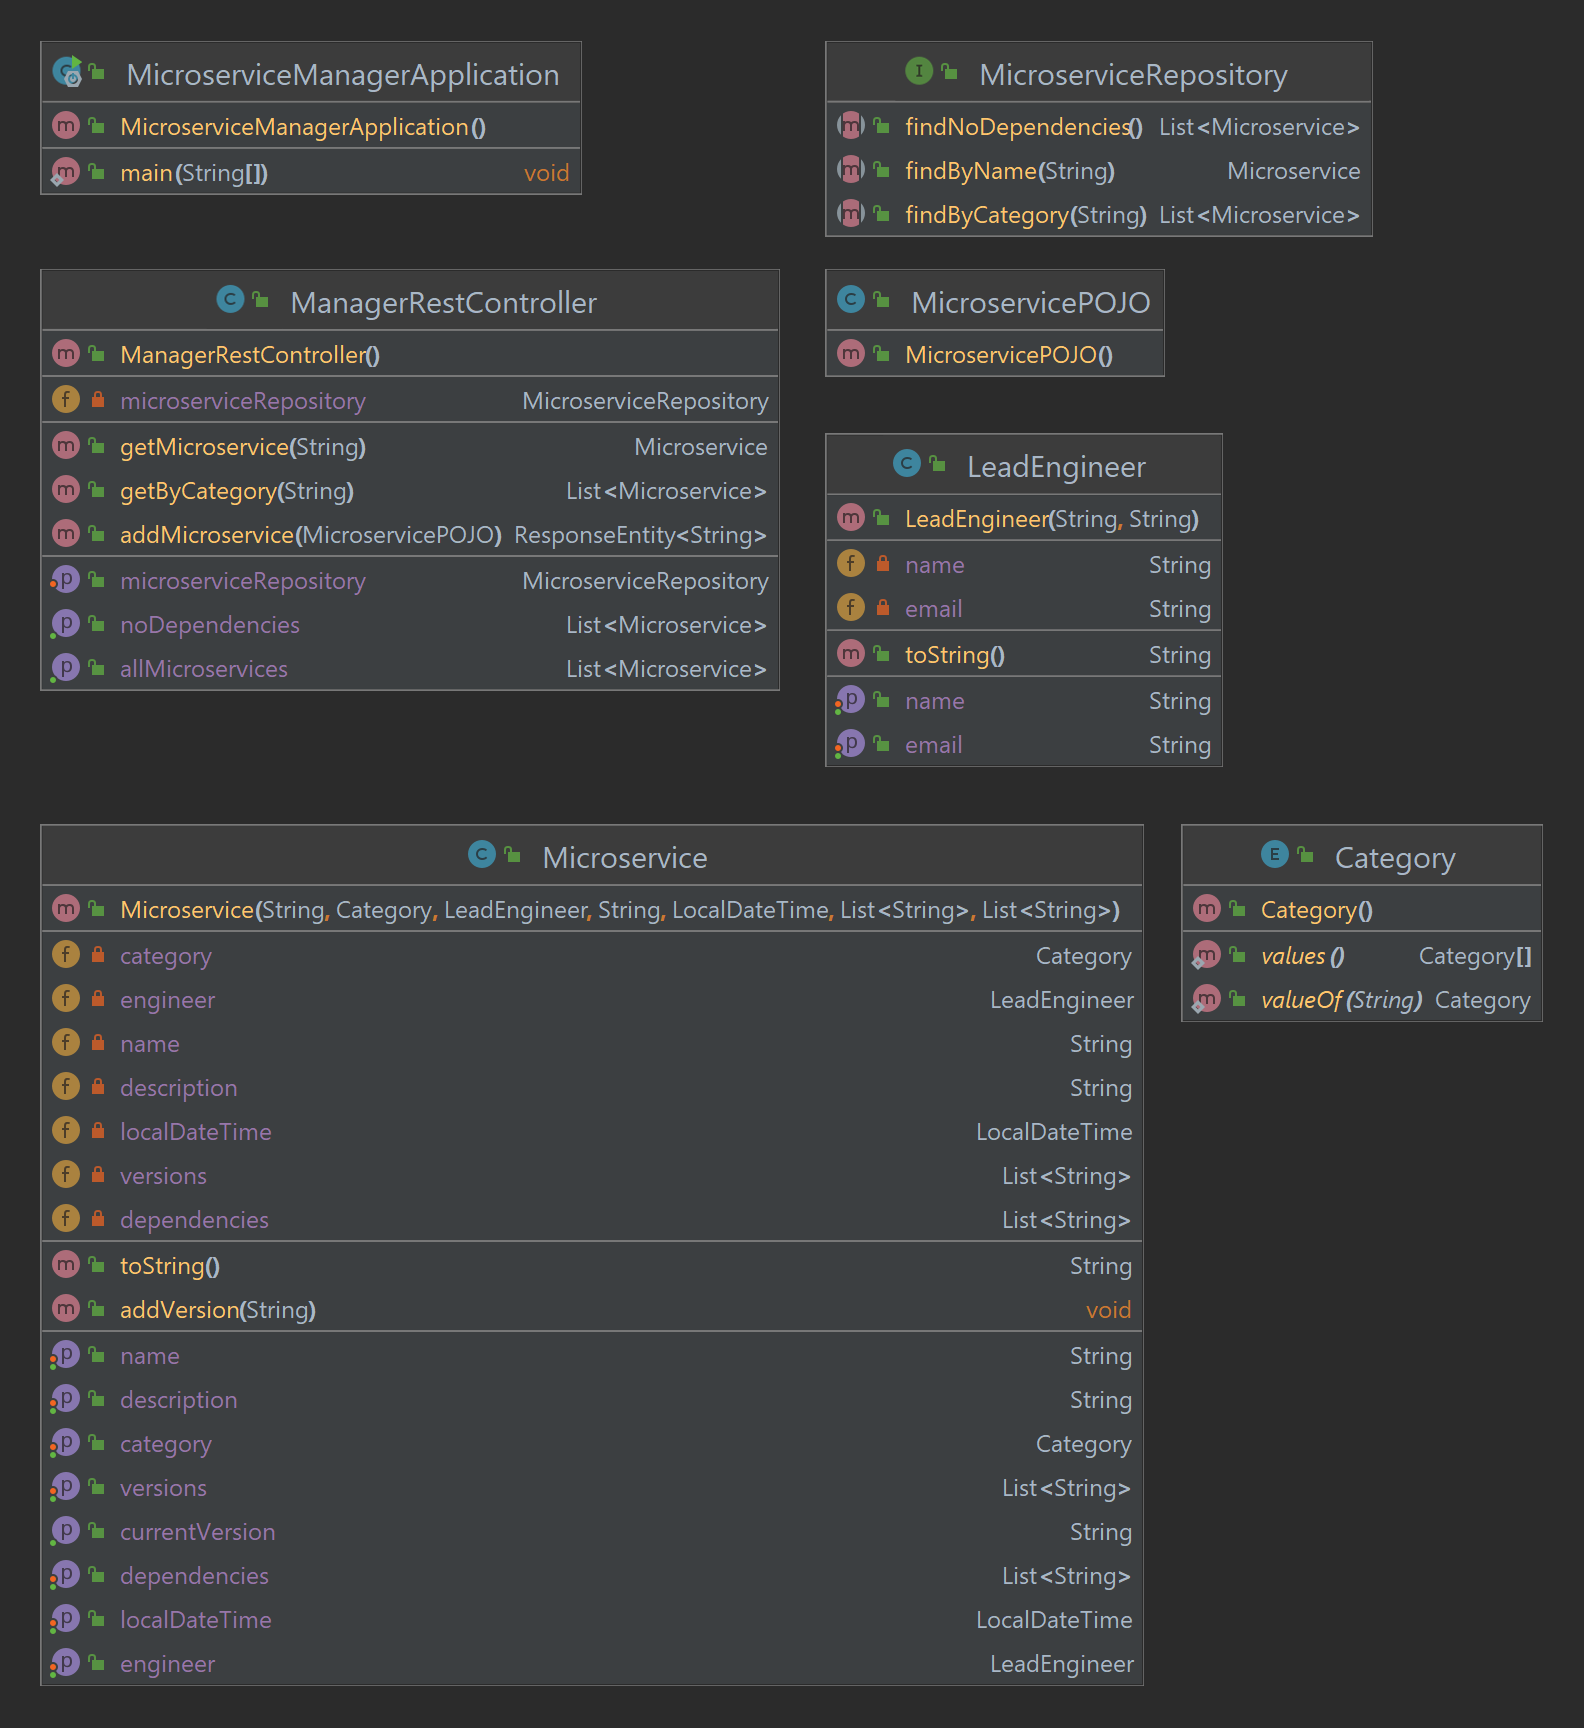 MicroserviceManagerApplication
MicroserviceManagerApplication()
main(String[]) void
MicroserviceRepository
findNoDependencies() List<Microservice>
findByName(String) Microservice
findByCategory(String) List<Microservice>
ManagerRestController
ManagerRestController()
microserviceRepository MicroserviceRepository
getMicroservice(String) Microservice
getByCategory(String) List<Microservice>
addMicroservice(MicroservicePOJO) ResponseEntity<String>
microserviceRepository MicroserviceRepository
noDependencies List<Microservice>
allMicroservices List<Microservice>
MicroservicePOJO
MicroservicePOJO()
LeadEngineer
LeadEngineer(String, String)
name String
email String
toString() String
name String
email String
Microservice
Microservice(String, Category, LeadEngineer, String, LocalDateTime, List<String>, List<String>)
category Category
engineer LeadEngineer
name String
description String
localDateTime LocalDateTime
versions List<String>
dependencies List<String>
toString() String
addVersion(String) void
name String
description String
category Category
versions List<String>
currentVersion String
dependencies List<String>
localDateTime LocalDateTime
engineer LeadEngineer
Category
Category()
values() Category[]
valueOf(String) Category